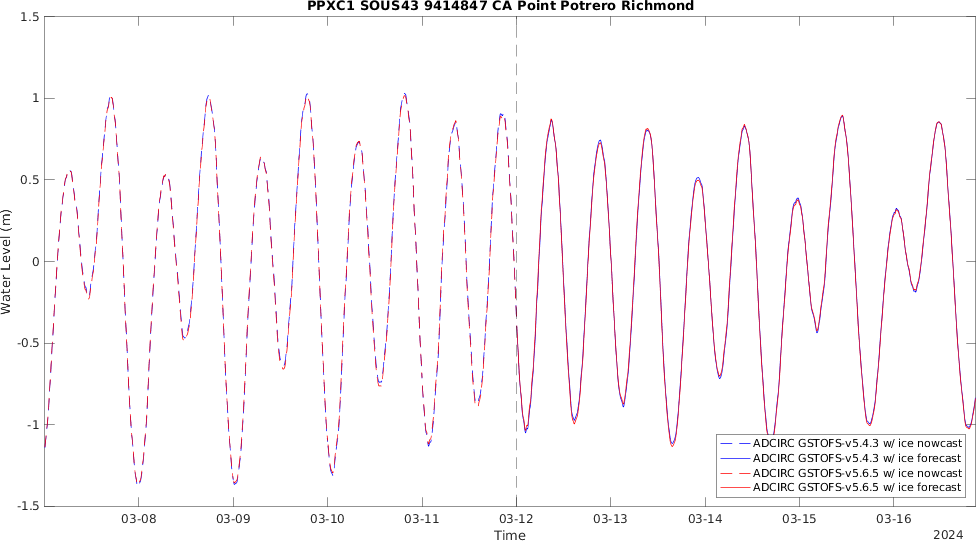 PPXC1 SOUS43 9414847 CA Point Potrero Richmond
1.5
1
0.5
0
-0.5
-1
-1.5
Water Level (m)
03-08 03-09 03-10 03-11 03-12 03-13 03-14 03-15 03-16
Time
2024
ADCIRC GSTOFS-v5.4.3 w/ ice nowcast
ADCIRC GSTOFS-v5.4.3 w/ ice forecast
ADCIRC GSTOFS-v5.6.5 w/ ice nowcast
ADCIRC GSTOFS-v5.6.5 w/ ice forecast